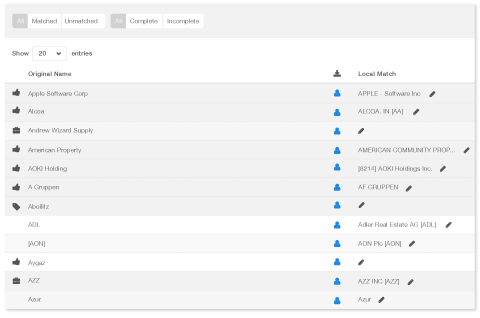 All Matched Unmatched All Complete Incomplete
Show 20 entries
Original Name Local Match
Apple Software Corp APPLE - Software Inc
Alcoa ALCOA. IN [AA]
Andrew Wizard Supply
American Property AMERICAN COMMUNITY PROP...
AOKI Holding [8214] AOKI Holdings Inc.
A Gruppen AF GRUPPEN
Abolitz
ADL Adler Real Estate AG [ADL]
[AON] AON Plc [AON]
Aygaz
AZZ AZZ INC [AZZ]
Azur Azur